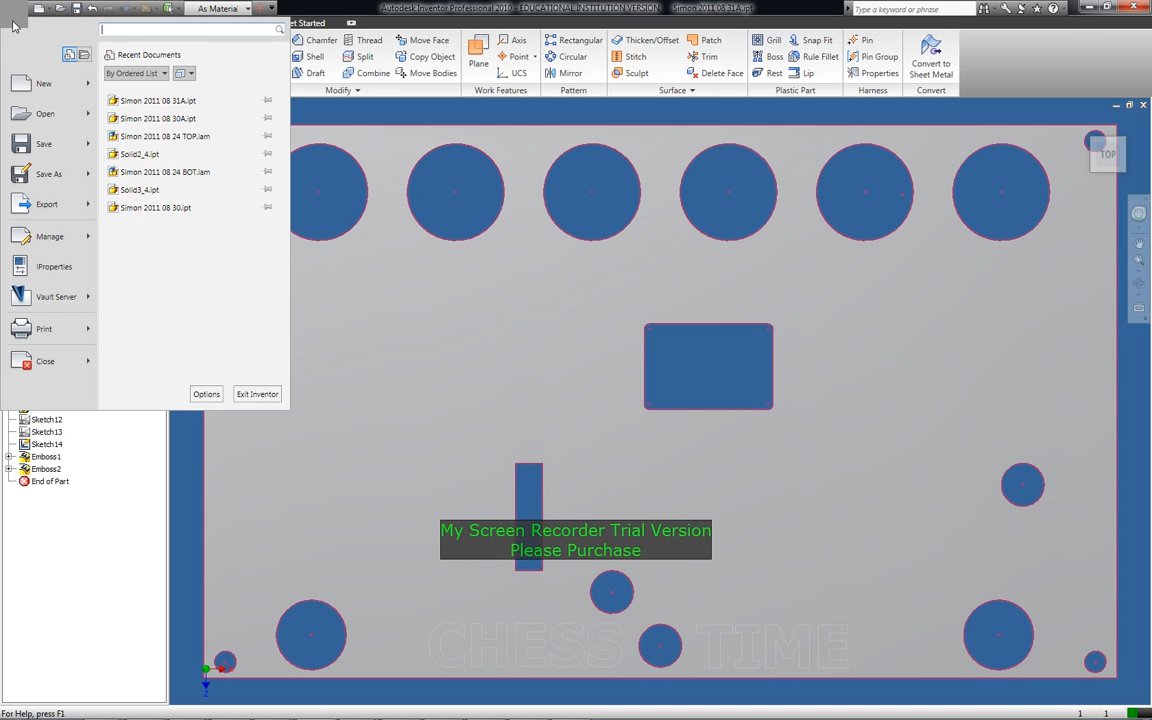 As Material
Autodesk Inventor Professional 2010 - EDUCATIONAL INSTITUTION VERSION Simon 2011 08 31A.ipt
Type a keyword or phrase
et Started
Chamfer Thread Move Face Axis Rectangular Thickness/Offset Patch Grill Snap Fit Pin
Shell Split Copy Object Plane Point Circular Stitch Trim Boss Rule Fillet Pin Group Convert to
Draft Combine Move Bodies UCS Mirror Sculpt Delete Face Rest Lip Properties Sheet Metal
Modify Work Features Pattern Surface Plastic Part Harness Convert
Recent Documents
By Ordered List
New
Open
Save
Save As
Export
Manage
iProperties
Vault Server
Print
Close
Simon 2011 08 31A.ipt
Simon 2011 08 30A.ipt
Simon 2011 08 24 TOP.iam
Solid2_4.ipt
Simon 2011 08 24 BOT.iam
Solid3_4.ipt
Simon 2011 08 30.ipt
Options Exit Inventor
TOP
Sketch12
Sketch13
Sketch14
Emboss1
Emboss2
End of Part
My Screen Recorder Trial Version
Please Purchase
CHESS TIME
Z
For Help, press F1
1 1